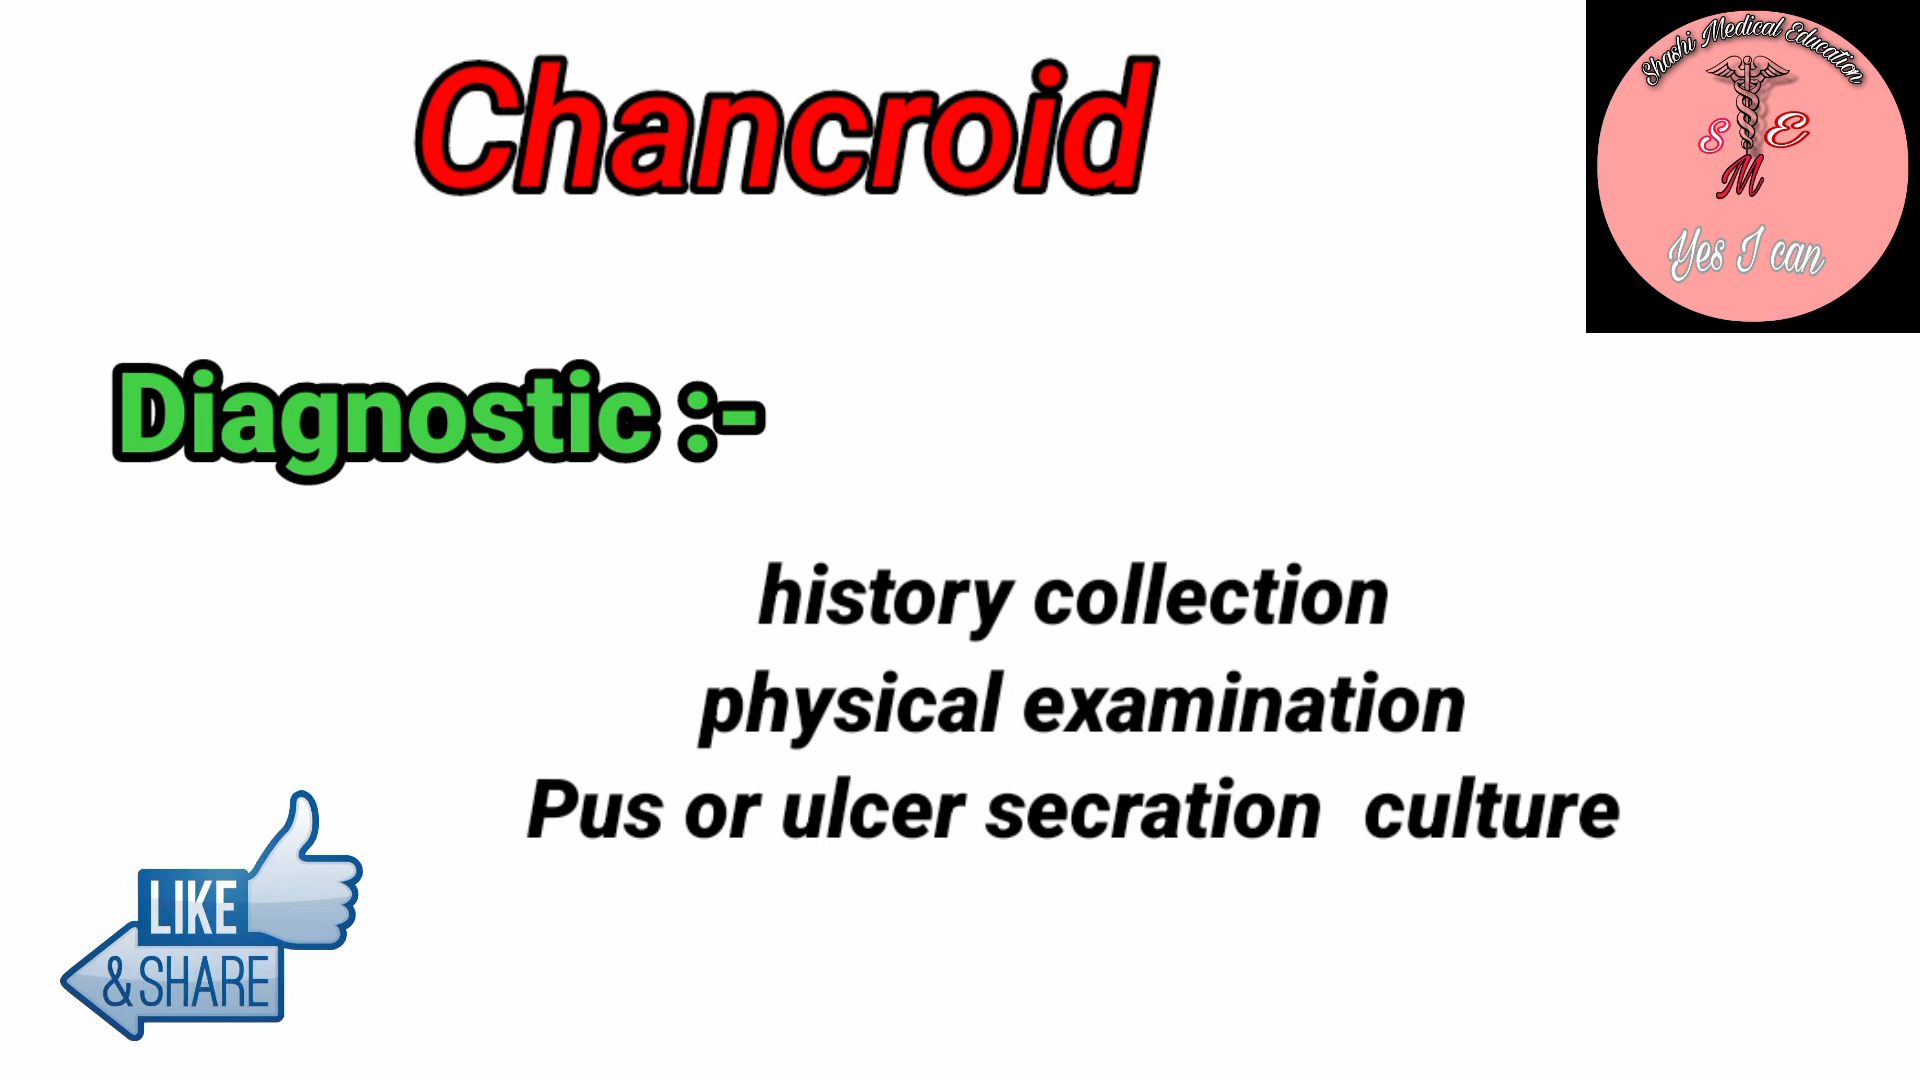 Chancroid
Shashi Medical Education
S E
M
Yes I can
Diagnostic :-
history collection
physical examination
Pus or ulcer secration culture
LIKE
& SHARE